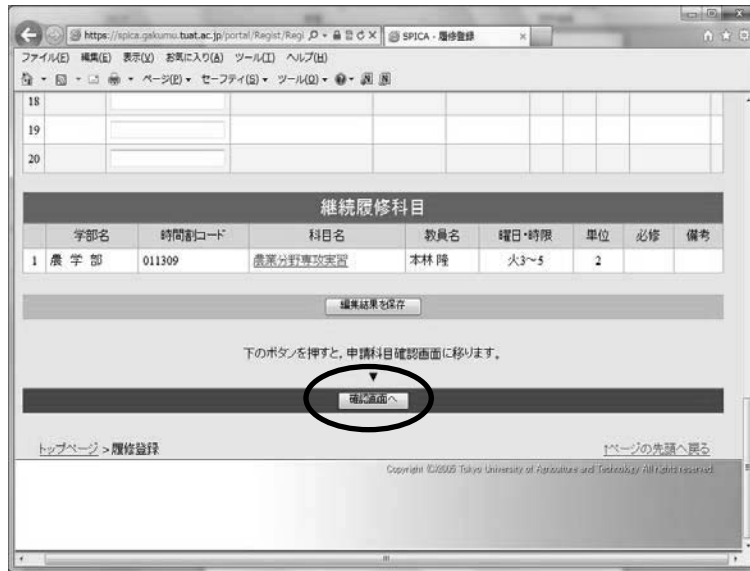 https://spica.gakumu.tuat.ac.jp/portal/Regist/Regi
SPICA - 履修登録
ファイル(E) 編集(E) 表示(V) お気に入り(A) ツール(T) ヘルプ(H)
ページ(P) セーフティ(S) ツール(O)
18
19
20
継続履修科目
学部名 時間割コード 科目名 教員名 曜日・時限 単位 必修 備考
1 農 学 部 011309 農業分野専攻実習 本林 隆 火3～5 2
編集結果を保存
下のボタンを押すと、申請科目確認画面に移ります。
▼
確認画面へ
トップページ > 履修登録 ↑ページの先頭へ戻る
Copyright (C)2005 Tokyo University of Agriculture and Technology All rights reserved.